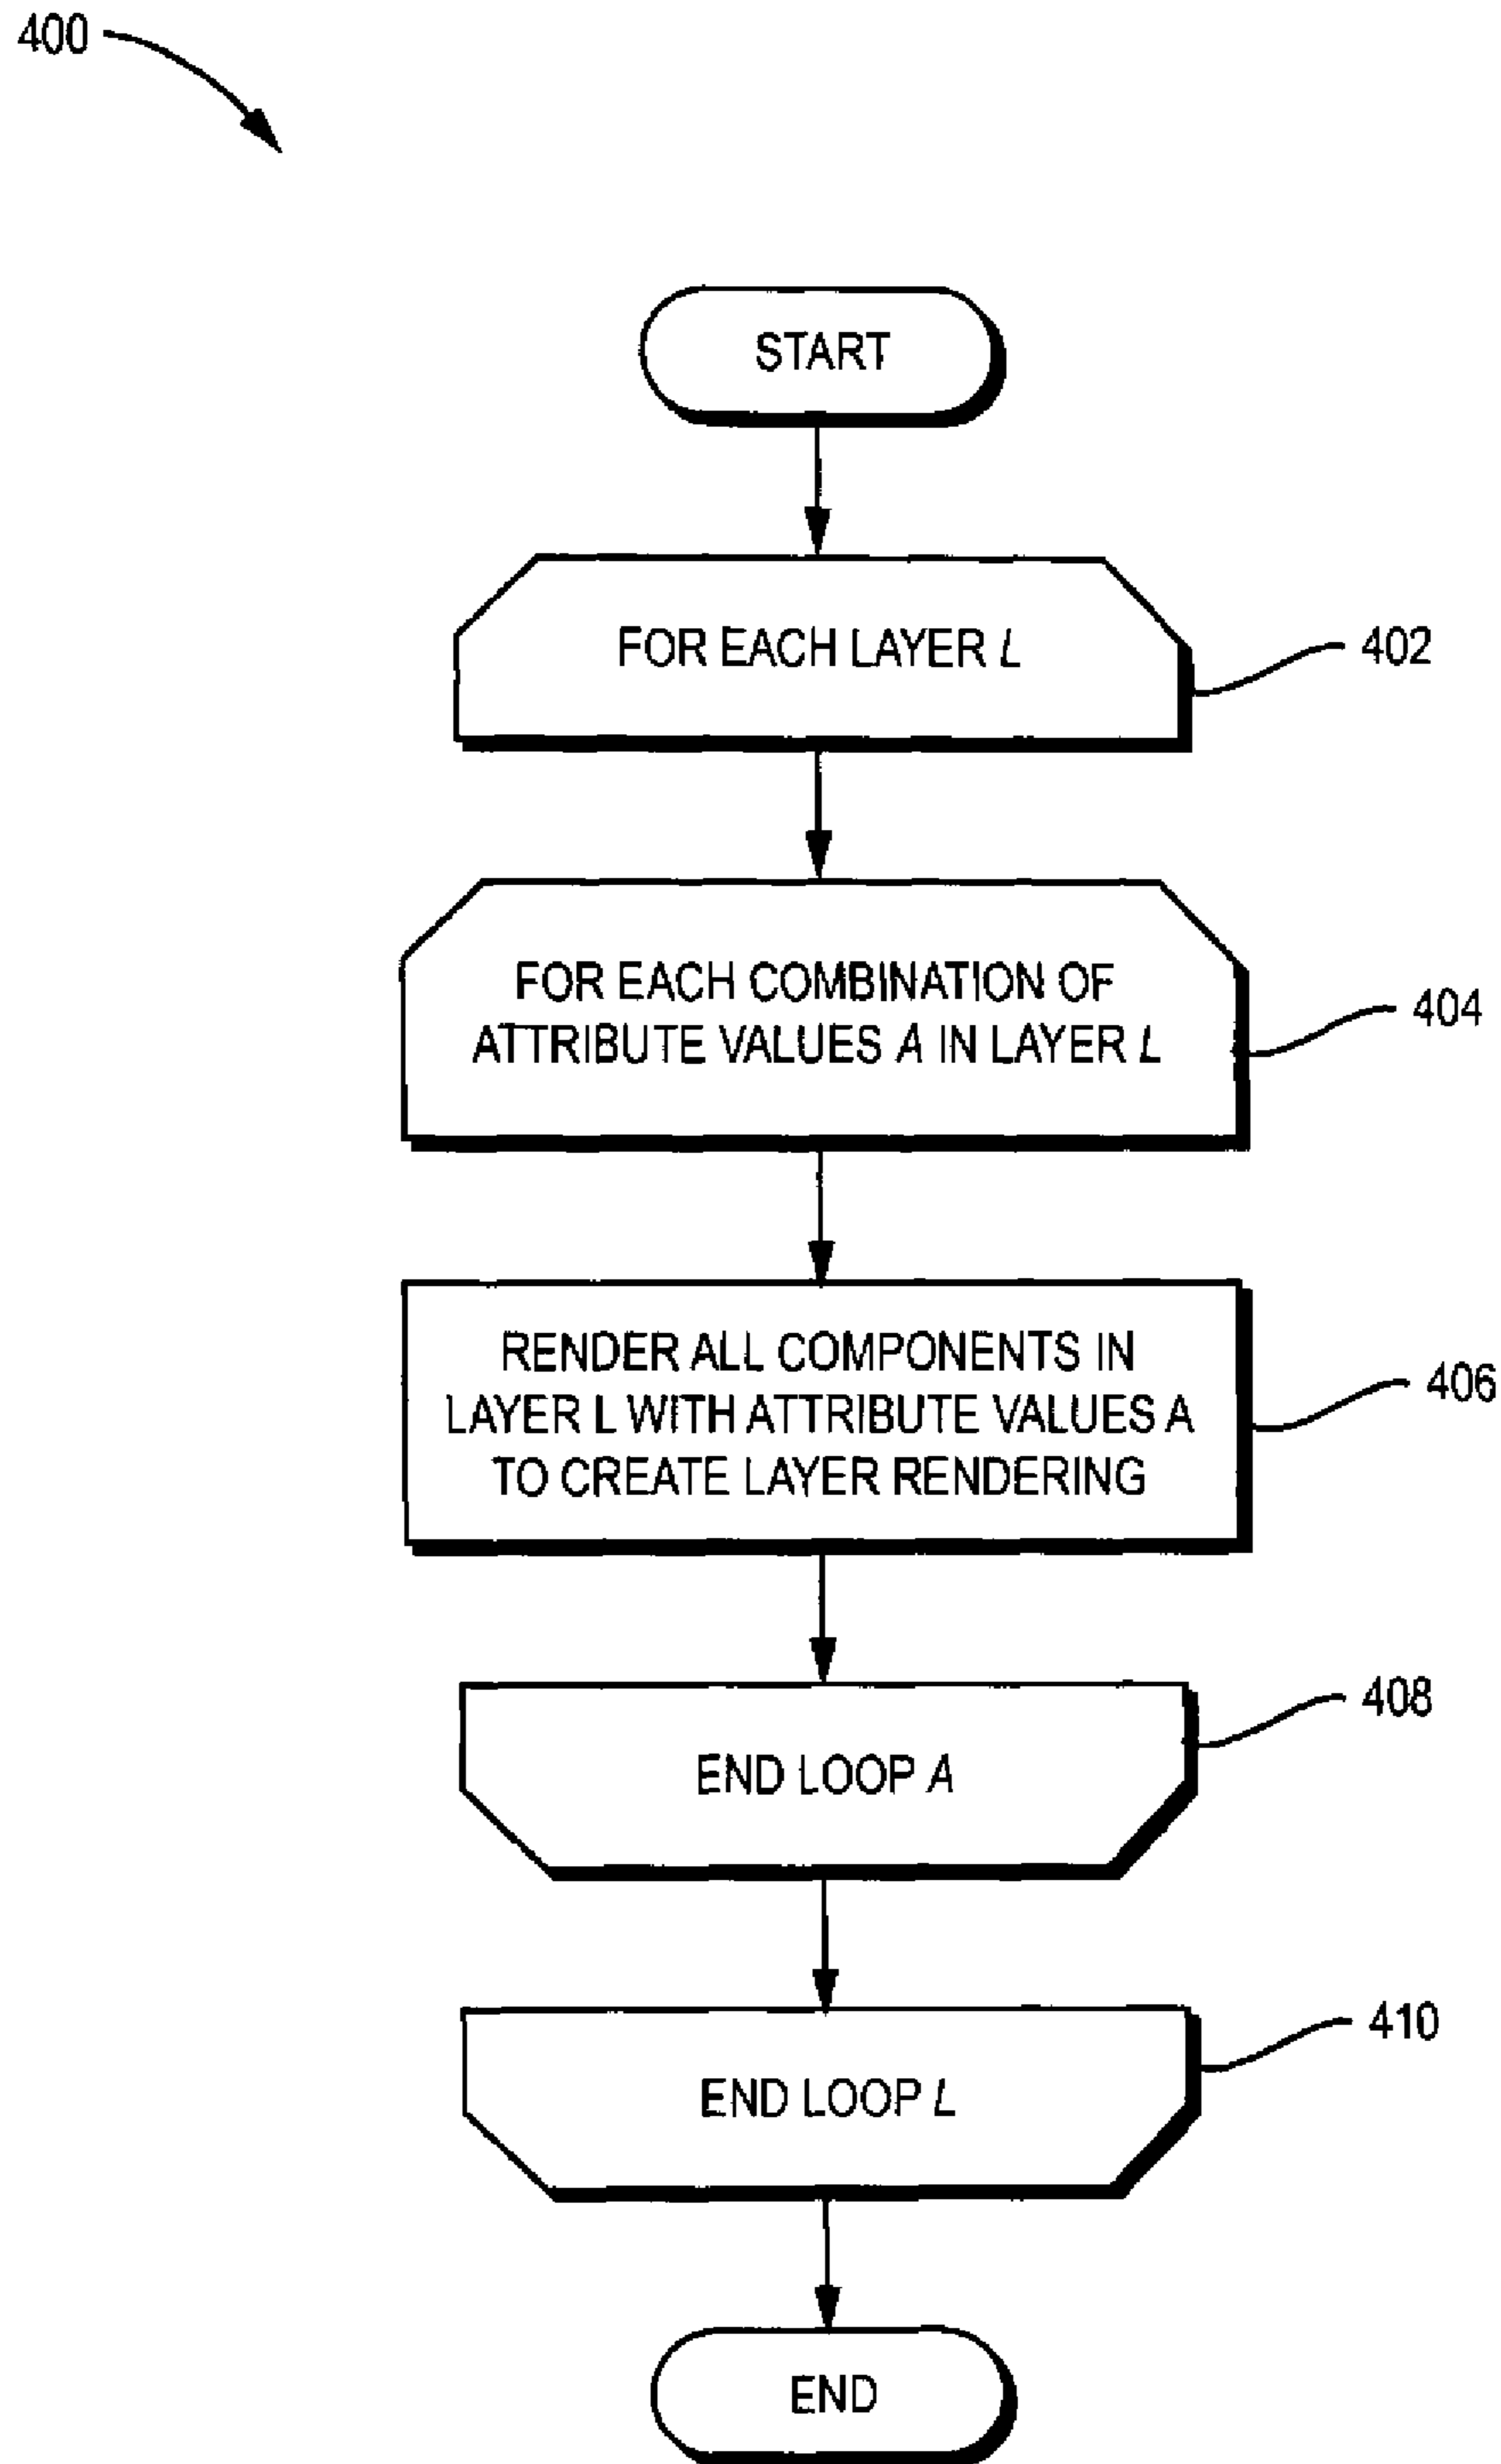 400
START
FOR EACH LAYER L
402
FOR EACH COMBINATION OF
ATTRIBUTE VALUES A IN LAYER L
404
RENDER ALL COMPONENTS IN
LAYER L WITH ATTRIBUTE VALUES A
TO CREATE LAYER RENDERING
406
END LOOP A
408
END LOOP L
410
END